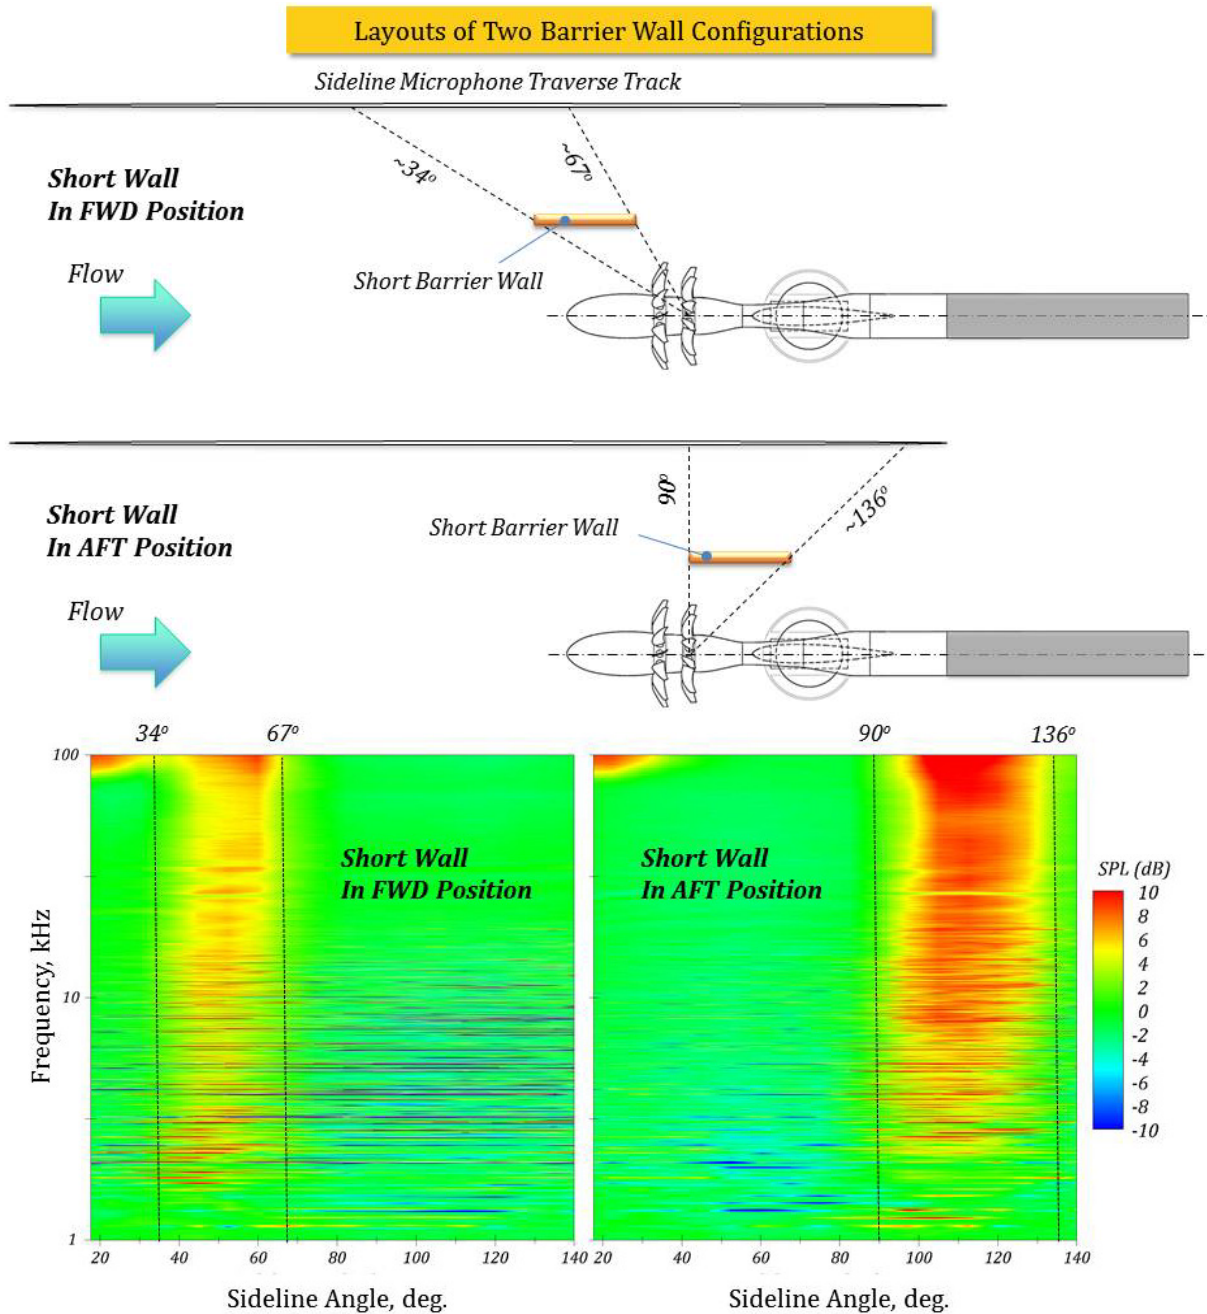 Layouts of Two Barrier Wall Configurations
Sideline Microphone Traverse Track
~34°
~67°
Short Wall
In FWD Position
Flow
Short Barrier Wall
90°
~136°
Short Wall
In AFT Position
Short Barrier Wall
Flow
34°
67°
90°
136°
100
10
1
Frequency, kHz
Short Wall
In FWD Position
Short Wall
In AFT Position
SPL (dB)
10
8
6
4
2
0
-2
-4
-6
-8
-10
20 40 60 80 100 120 140
20 40 60 80 100 120 140
Sideline Angle, deg.
Sideline Angle, deg.